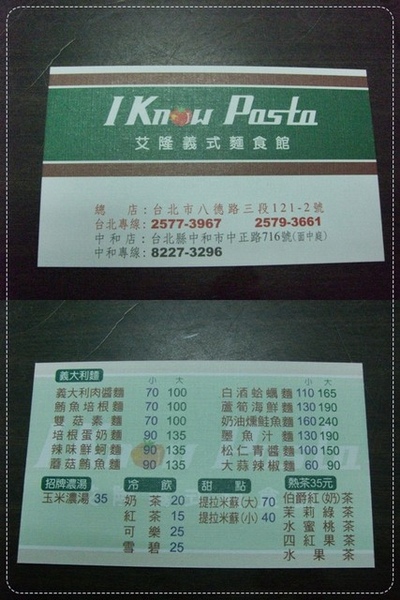 I Know Pasta
艾隆義式麵食館
總店:台北市八德路三段121-2號
台北專線:2577-3967 2579-3661
中和店:台北縣中和市中正路716號(面中庭)
中和專線:8227-3296
義大利麵
小 大
義大利肉醬麵 70 100
鮪魚培根麵 70 100
雙菇素麵 70 100
培根蛋奶麵 90 135
辣味鮮蚵麵 90 135
蘑菇鮪魚麵 90 135
小 大
白酒蛤蠣麵 110 165
蘆筍海鮮麵 130 190
奶油燻鮭魚麵 160 240
墨魚汁麵 130 190
松仁青醬麵 100 150
大蒜辣椒麵 60 90
招牌濃湯
玉米濃湯 35
冷飲
奶茶 20
紅茶 15
可樂 25
雪碧 25
甜點
提拉米蘇(大) 70
提拉米蘇(小) 40
熱茶35元
伯爵紅(奶)茶
茉莉綠茶
水蜜桃茶
四紅果茶
水果茶